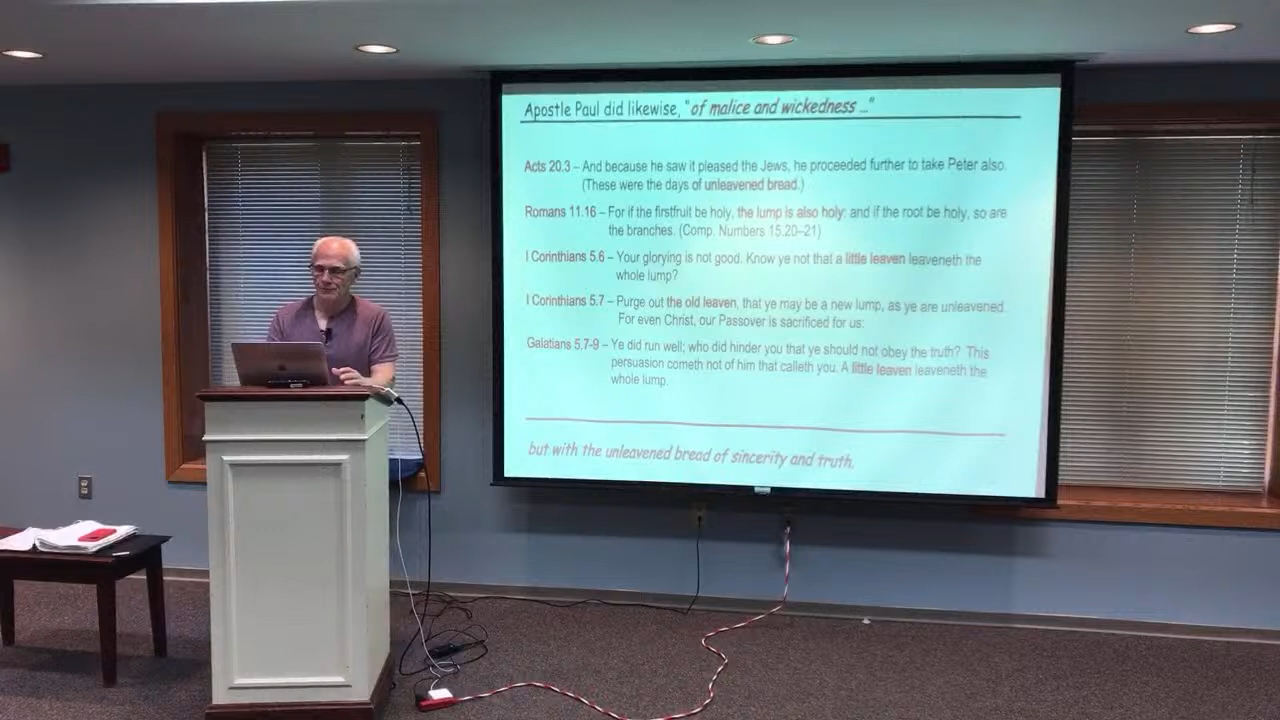 Apostle Paul did likewise, "of malice and wickedness ..."
Acts 20.3 – And because he saw it pleased the Jews, he proceeded further to take Peter also.
(These were the days of unleavened bread.)
Romans 11.16 – For if the firstfruit be holy, the lump is also holy: and if the root be holy, so are
the branches. (Comp. Numbers 15.20–21)
I Corinthians 5.6 – Your glorying is not good. Know ye not that a little leaven leaveneth the
whole lump?
I Corinthians 5.7 – Purge out the old leaven, that ye may be a new lump, as ye are unleavened.
For even Christ, our Passover is sacrificed for us:
Galatians 5.7-9 – Ye did run well; who did hinder you that ye should not obey the truth? This
persuasion cometh not of him that calleth you. A little leaven leaveneth the
whole lump.
but with the unleavened bread of sincerity and truth.